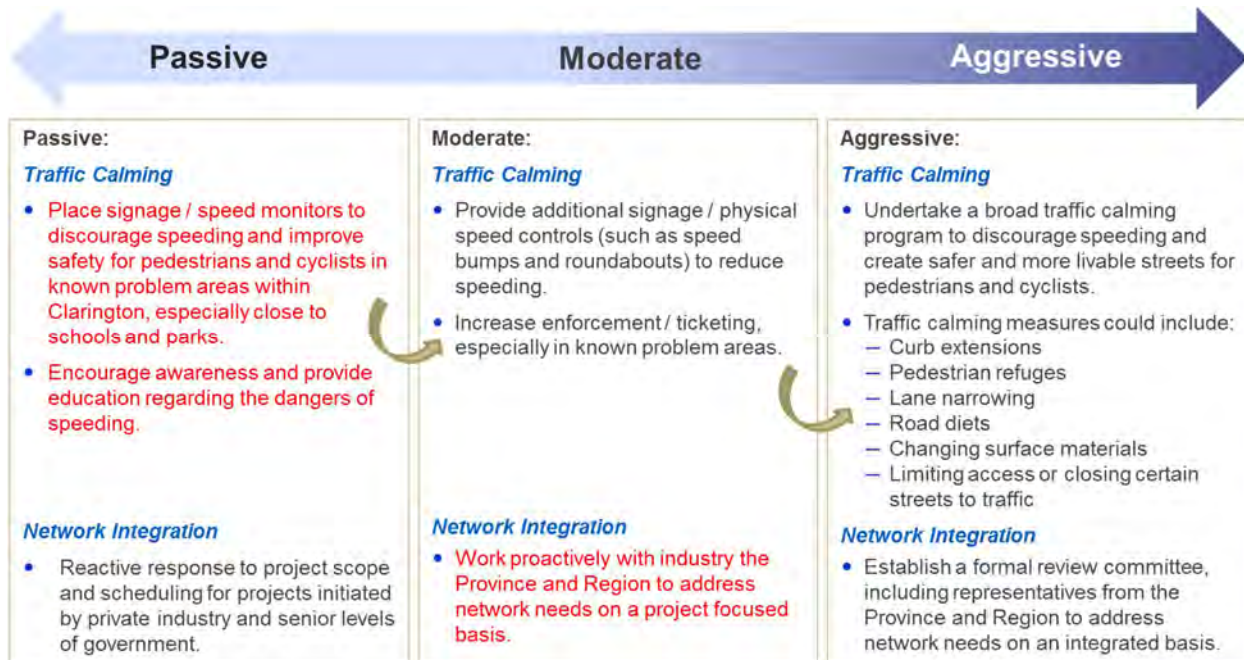 Passive
Moderate
Aggressive
Passive:
Traffic Calming
• Place signage / speed monitors to
discourage speeding and improve
safety for pedestrians and cyclists in
known problem areas within
Clarington, especially close to
schools and parks.
• Encourage awareness and provide
education regarding the dangers of
speeding.
Network Integration
• Reactive response to project scope
and scheduling for projects initiated
by private industry and senior levels
of government.
Moderate:
Traffic Calming
• Provide additional signage / physical
speed controls (such as speed
bumps and roundabouts) to reduce
speeding.
• Increase enforcement / ticketing,
especially in known problem areas.
Network Integration
• Work proactively with industry the
Province and Region to address
network needs on a project focused
basis.
Aggressive:
Traffic Calming
• Undertake a broad traffic calming
program to discourage speeding and
create safer and more livable streets for
pedestrians and cyclists.
• Traffic calming measures could include:
– Curb extensions
– Pedestrian refuges
– Lane narrowing
– Road diets
– Changing surface materials
– Limiting access or closing certain
streets to traffic
Network Integration
• Establish a formal review committee,
including representatives from the
Province and Region to address
network needs on an integrated basis.